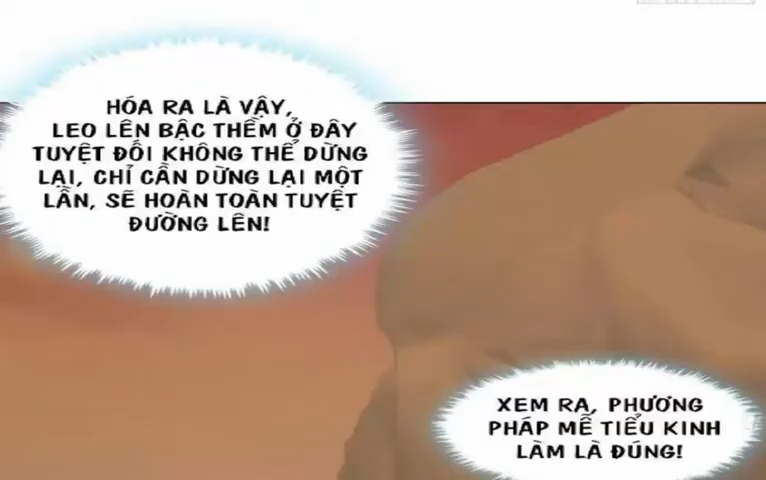 HÓA RA LÀ VẬY,
LEO LÊN BẬC THỀM Ở ĐÂY
TUYỆT ĐỐI KHÔNG THỂ DỪNG
LẠI, CHỈ CẦN DỪNG LẠI MỘT
LẦN, SẼ HOÀN TOÀN TUYỆT
ĐƯỜNG LÊN!
XEM RA, PHƯƠNG
PHÁP MỄ TIỂU KINH
LÀM LÀ ĐÚNG!